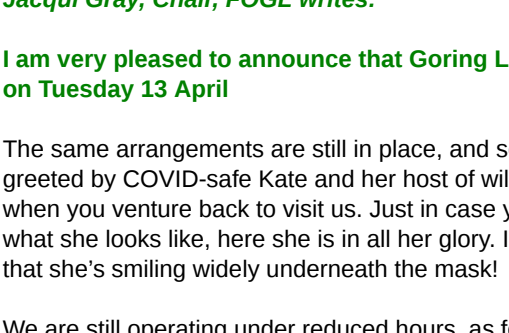 Jacqui Gray, Chair, FOGL writes:
I am very pleased to announce that Goring
on Tuesday 13 April
The same arrangements are still in place, and
greeted by COVID-safe Kate and her host of
when you venture back to visit us. Just in case
what she looks like, here she is in all her glory.
that she's smiling widely underneath the mask!
We are still operating under reduced hours, as